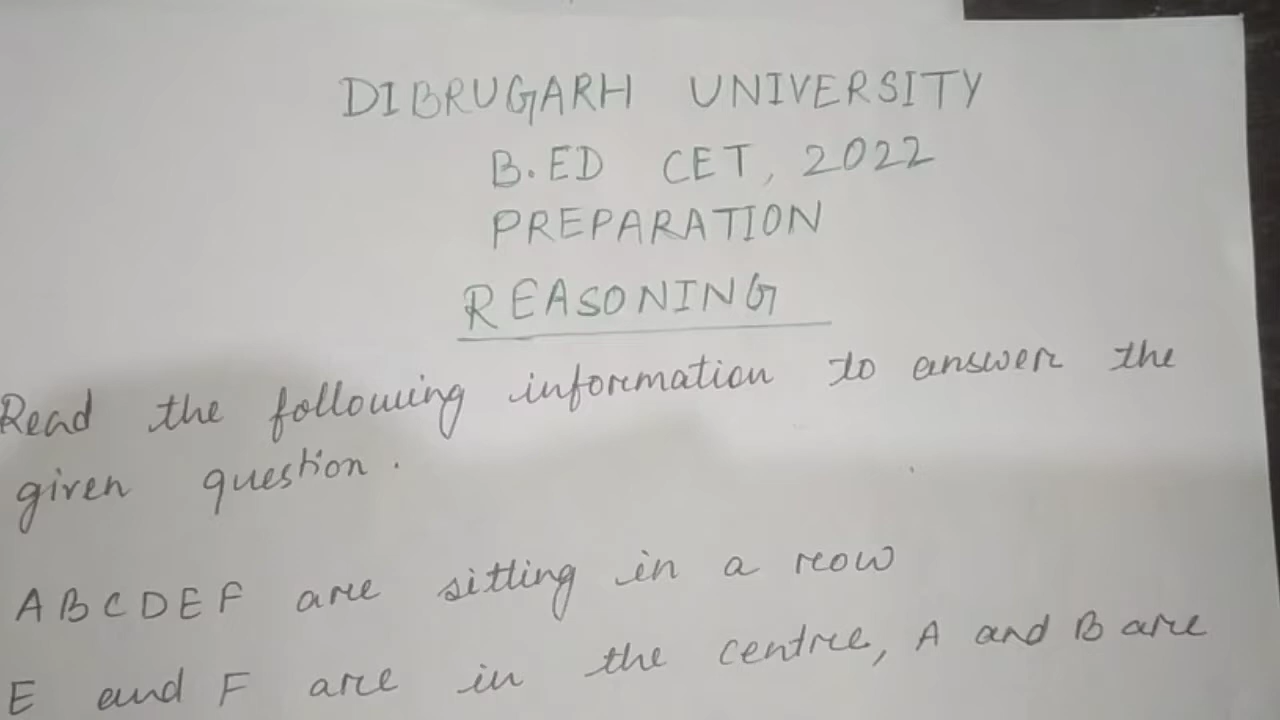 DIBRUGARH UNIVERSITY
B.ED CET, 2022
PREPARATION
REASONING
Read the following information to answer the
given question.
A B C D E F are sitting in a row
E and F are in the centre, A and B are